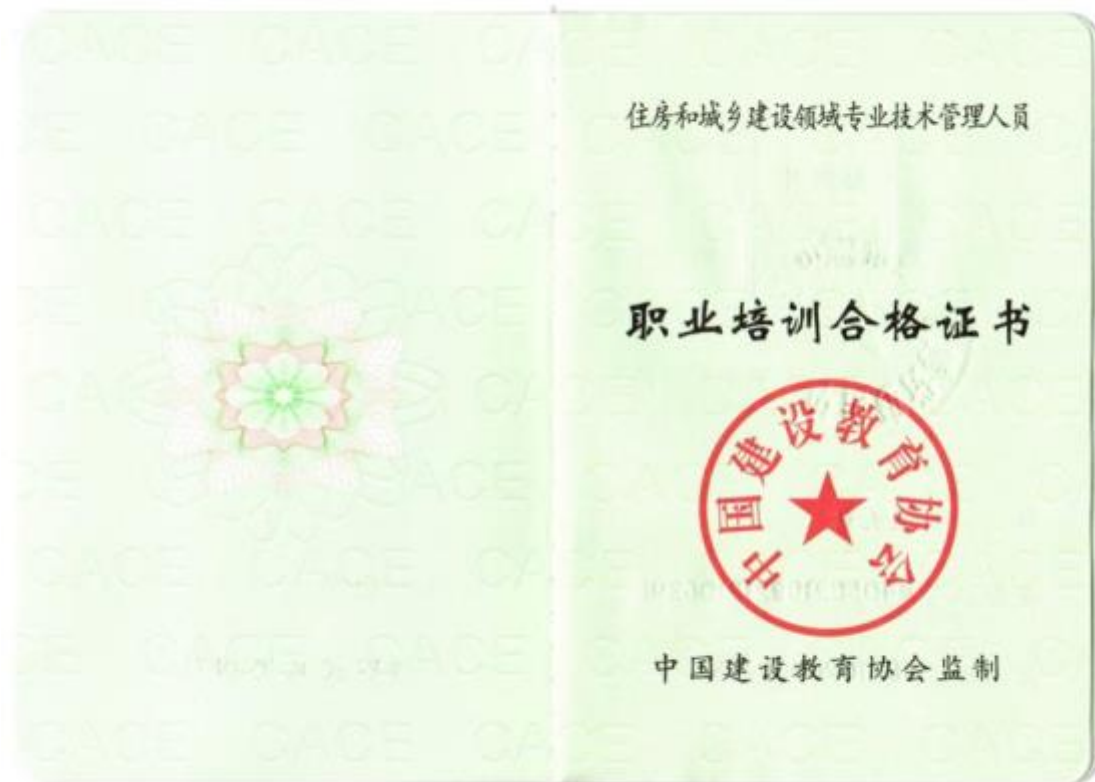 住房和城乡建设领域专业技术管理人员
职业培训合格证书
中国建设教育协会
中国建设教育协会监制
CACE